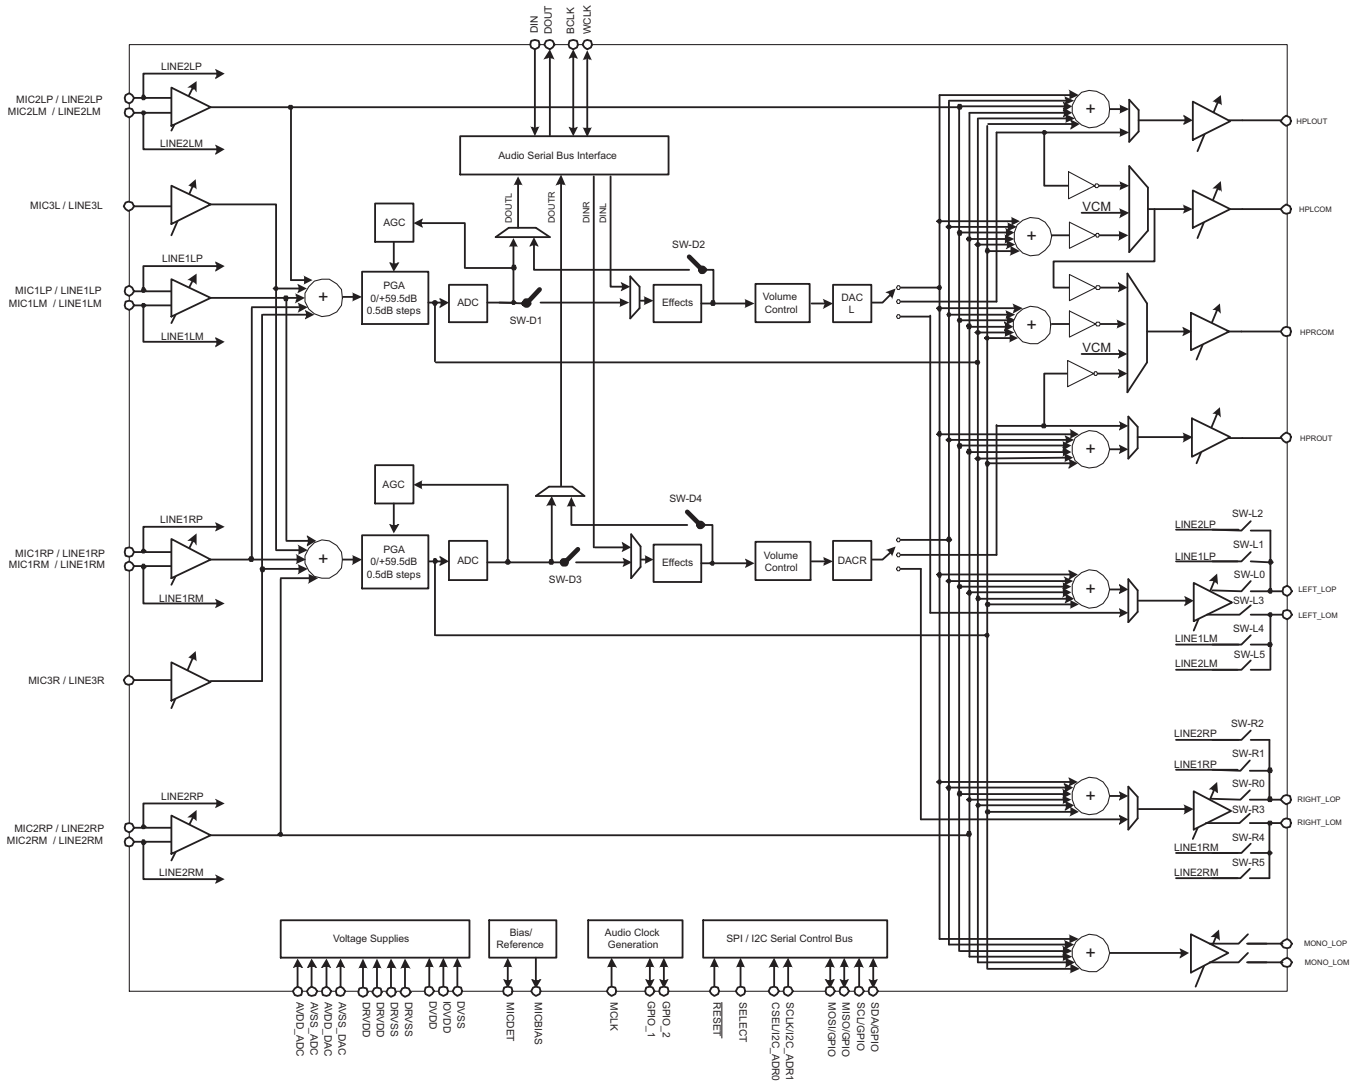 DIN
DOUT
BCLK
WCLK
LINE2LP
MIC2LP / LINE2LP
MIC2LM / LINE2LM
LINE2LM
+
HPLOUT
Audio Serial Bus Interface
MIC3L / LINE3L
DOUTL
DOUTR
DINR
DINL
AGC
VCM
HPLCOM
+
SW-D2
LINE1LP
MIC1LP / LINE1LP
MIC1LM / LINE1LM
LINE1LM
+
PGA
0/+59.5dB
0.5dB steps
ADC
SW-D1
Effects
Volume
Control
DAC
L
+
VCM
HPRCOM
+
HPROUT
AGC
SW-D4
LINE1RP
MIC1RP / LINE1RP
MIC1RM / LINE1RM
LINE1RM
+
PGA
0/+59.5dB
0.5dB steps
ADC
SW-D3
Effects
Volume
Control
DACR
+
SW-L2
LINE2LP
SW-L1
LINE1LP
SW-L0
LEFT_LOP
SW-L3
LEFT_LOM
SW-L4
LINE1LM
SW-L5
LINE2LM
MIC3R / LINE3R
SW-R2
LINE2RP
SW-R1
LINE1RP
SW-R0
RIGHT_LOP
SW-R3
RIGHT_LOM
SW-R4
LINE1RM
SW-R5
LINE2RM
+
LINE2RP
MIC2RP / LINE2RP
MIC2RM / LINE2RM
LINE2RM
+
MONO_LOP
MONO_LOM
Voltage Supplies
Bias/
Reference
Audio Clock
Generation
SPI / I2C Serial Control Bus
AVDD_ADC
AVSS_ADC
AVDD_DAC
AVSS_DAC
DRVDD
DRVDD
DRVSS
DRVSS
DVDD
IOVDD
DVSS
MICDET
MICBIAS
MCLK
GPIO_1
GPIO_2
RESET
SELECT
CSEL/I2C_ADR0
SCLK/I2C_ADR1
MOSI/GPIO
MISO/GPIO
SCL/GPIO
SDA/GPIO